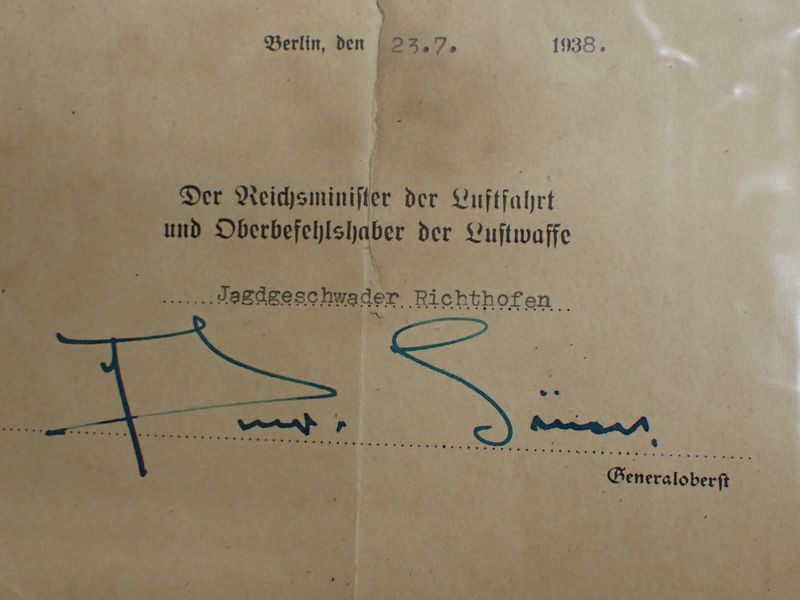 Berlin, den 23.7. 1938.
Der Reichsminister der Luftfahrt
und Oberbefehlshaber der Luftwaffe
Jagdgeschwader Richthofen
Generaloberst